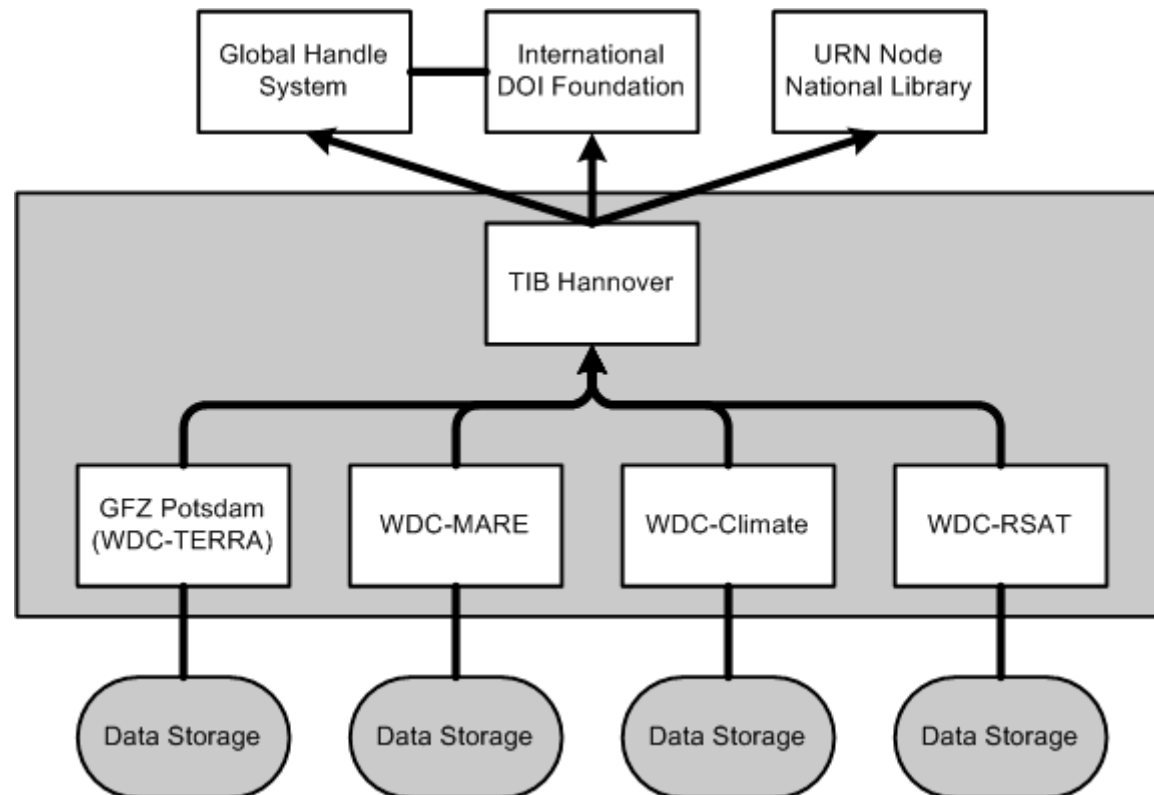 Global Handle
System
International
DOI Foundation
URN Node
National Library
TIB Hannover
GFZ Potsdam
(WDC-TERRA)
WDC-MARE
WDC-Climate
WDC-RSAT
Data Storage
Data Storage
Data Storage
Data Storage